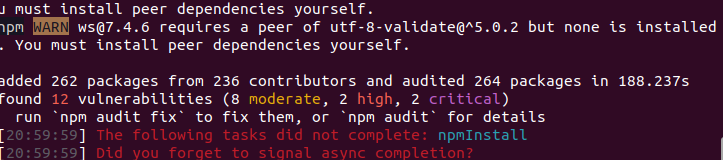 u must install peer dependencies yourself.
npm WARN ws@7.4.6 requires a peer of utf-8-validate@^5.0.2 but none is installed
. You must install peer dependencies yourself.
added 262 packages from 236 contributors and audited 264 packages in 188.237s
found 12 vulnerabilities (8 moderate, 2 high, 2 critical)
run `npm audit fix` to fix them, or `npm audit` for details
[20:59:59] The following tasks did not complete: npmInstall
[20:59:59] Did you forget to signal async completion?